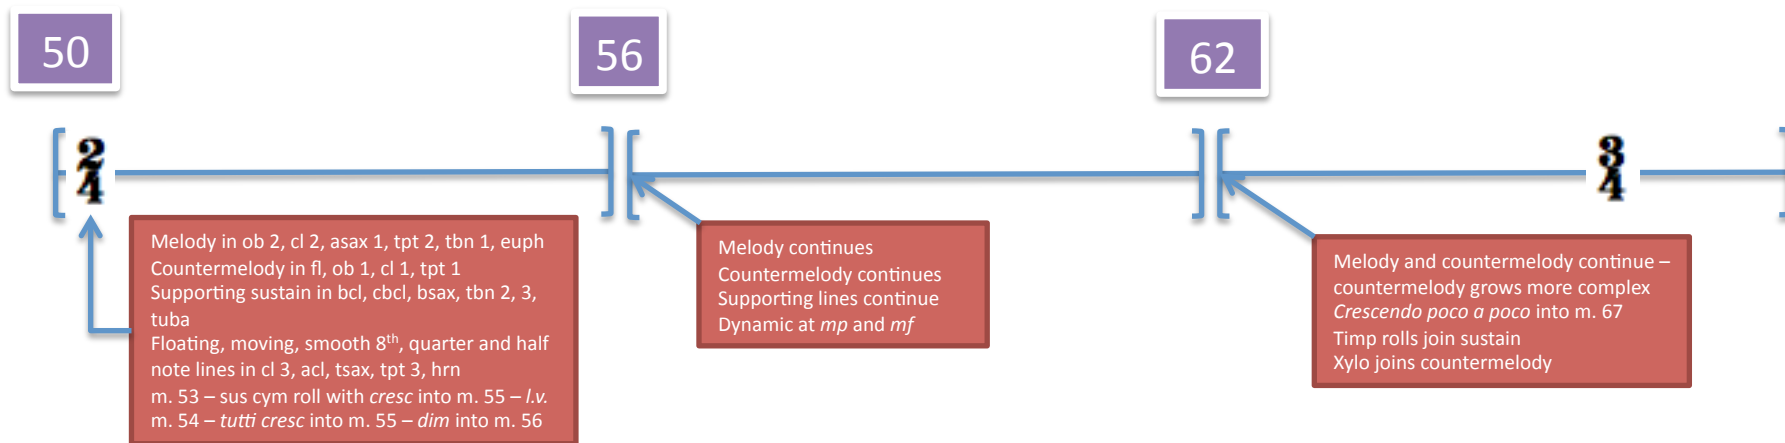 50
56
62
2
4
3
4
Melody in ob 2, cl 2, asax 1, tpt 2, tbn 1, euph
Countermelody in fl, ob 1, cl 1, tpt 1
Supporting sustain in bcl, cbcl, bsax, tbn 2, 3,
tuba
Floating, moving, smooth 8th, quarter and half
note lines in cl 3, acl, tsax, tpt 3, hrn
m. 53 – sus cym roll with cresc into m. 55 – l.v.
m. 54 – tutti cresc into m. 55 – dim into m. 56
Melody continues
Countermelody continues
Supporting lines continue
Dynamic at mp and mf
Melody and countermelody continue –
countermelody grows more complex
Crescendo poco a poco into m. 67
Timp rolls join sustain
Xylo joins countermelody